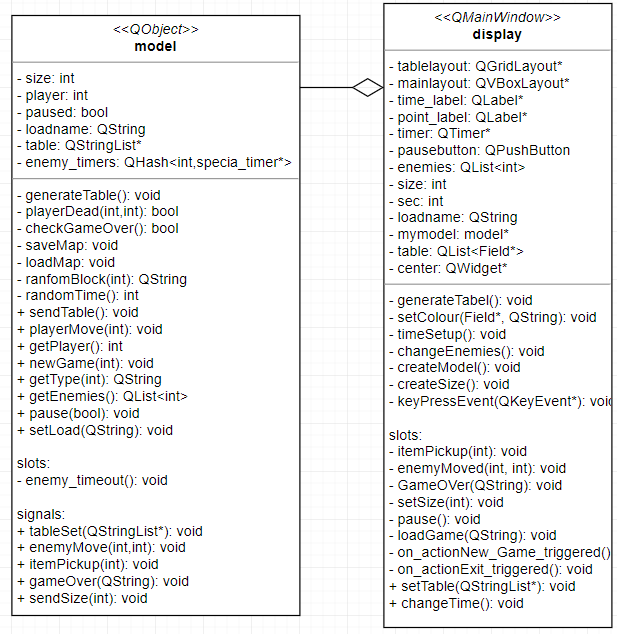 <<QObject>>
model
- size: int
- player: int
- paused: bool
- loadname: QString
- table: QStringList*
- enemy_timers: QHash<int,specia_timer*>
- generateTable(): void
- playerDead(int,int): bool
- checkGameOver(): bool
- saveMap: void
- loadMap: void
- ranfomBlock(int): QString
- randomTime(): int
+ sendTable(): void
+ playerMove(int): void
+ getPlayer(): int
+ newGame(int): void
+ getType(int): QString
+ getEnemies(): QList<int>
+ pause(bool): void
+ setLoad(QString): void
slots:
- enemy_timeout(): void
signals:
+ tableSet(QStringList*): void
+ enemyMove(int,int): void
+ itemPickup(int): void
+ gameOver(QString): void
+ sendSize(int): void
<<QMainWindow>>
display
- tablelayout: QGridLayout*
- mainlayout: QVBoxLayout*
- time_label: QLabel*
- point_label: QLabel*
- timer: QTimer*
- pausebutton: QPushButton
- enemies: QList<int>
- size: int
- sec: int
- loadname: QString
- mymodel: model*
- table: QList<Field*>
- center: QWidget*
- generateTabel(): void
- setColour(Field*, QString): void
- timeSetup(): void
- changeEnemies(): void
- createModel(): void
- createSize(): void
- keyPressEvent(QKeyEvent*): void
slots:
- itemPickup(int): void
- enemyMoved(int, int): void
- GameOVer(QString): void
- setSize(int): void
- pause(): void
- loadGame(QString): void
- on_actionNew_Game_triggered()
- on_actionExit_triggered(): void
+ setTable(QStringList*): void
+ changeTime(): void